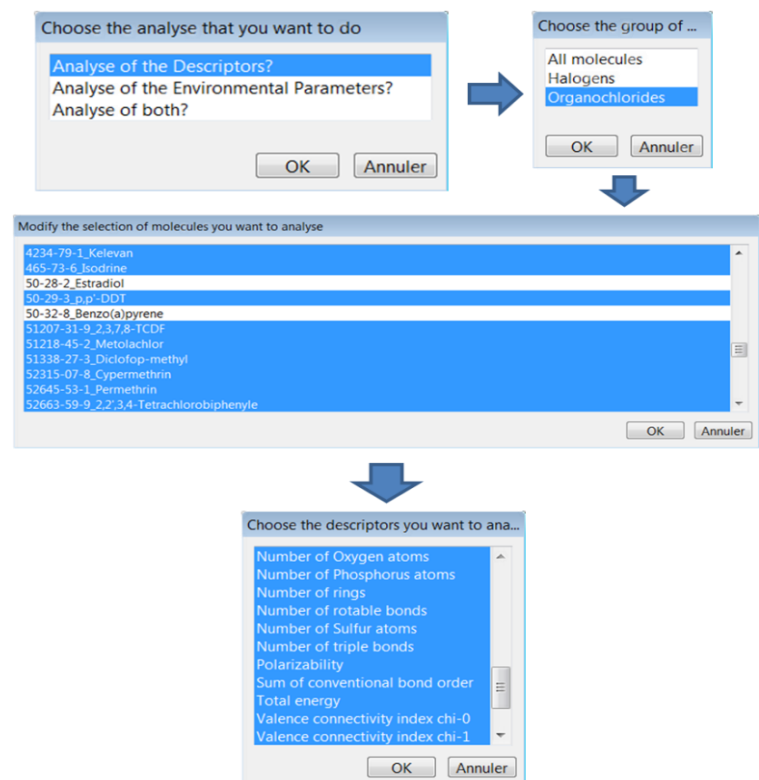 Choose the analyse that you want to do
Analyse of the Descriptors?
Analyse of the Environmental Parameters?
Analyse of both?
OK
Annuler
Choose the group of ...
All molecules
Halogens
Organochlorides
OK
Annuler
Modify the selection of molecules you want to analyse
4234-79-1_Kelevan
465-73-6_Isodrine
50-28-2_Estradiol
50-29-3_p,p'-DDT
50-32-8_Benzo(a)pyrene
51207-31-9_2,3,7,8-TCDF
51218-45-2_Metolachlor
51338-27-3_Diclofop-methyl
52315-07-8_Cypermethrin
52645-53-1_Permethrin
52663-59-9_2,2',3,4-Tetrachlorobiphenyle
OK
Annuler
Choose the descriptors you want to ana...
Number of Oxygen atoms
Number of Phosphorus atoms
Number of rings
Number of rotable bonds
Number of Sulfur atoms
Number of triple bonds
Polarizability
Sum of conventional bond order
Total energy
Valence connectivity index chi-0
Valence connectivity index chi-1
OK
Annuler